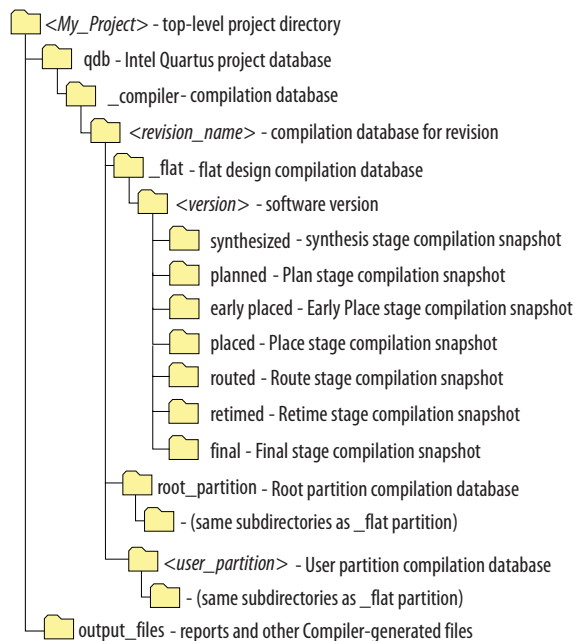 <My_Project> - top-level project directory
qdb - Intel Quartus project database
_compiler - compilation database
<revision_name> - compilation database for revision
_flat - flat design compilation database
<version> - software version
synthesized - synthesis stage compilation snapshot
planned - Plan stage compilation snapshot
early placed - Early Place stage compilation snapshot
placed - Place stage compilation snapshot
routed - Route stage compilation snapshot
retimed - Retime stage compilation snapshot
final - Final stage compilation snapshot
root_partition - Root partition compilation database
- (same subdirectories as _flat partition)
<user_partition> - User partition compilation database
- (same subdirectories as _flat partition)
output_files - reports and other Compiler-generated files